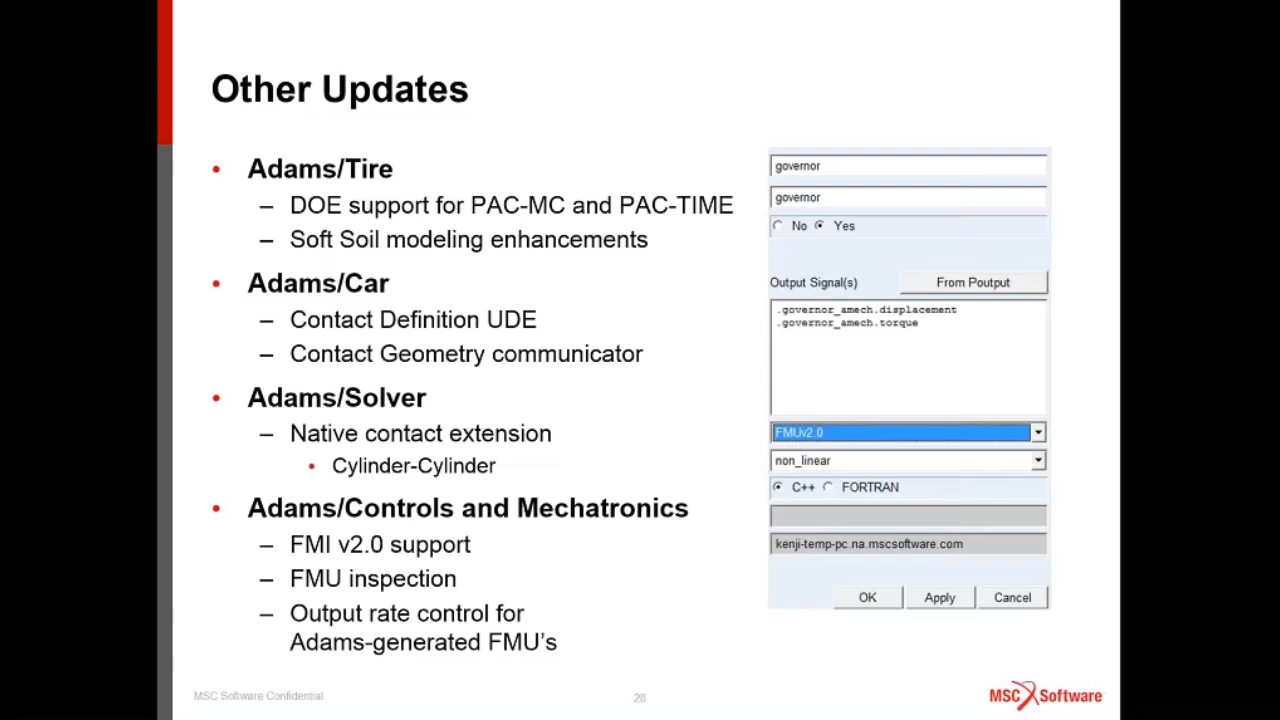 Other Updates
• Adams/Tire
– DOE support for PAC-MC and PAC-TIME
– Soft Soil modeling enhancements
• Adams/Car
– Contact Definition UDE
– Contact Geometry communicator
• Adams/Solver
– Native contact extension
• Cylinder-Cylinder
• Adams/Controls and Mechatronics
– FMI v2.0 support
– FMU inspection
– Output rate control for
Adams-generated FMU's
governor
governor
No Yes
Output Signal(s) From Poutput
.governor_amech.displacement
.governor_amech.torque
FMUv2.0
non_linear
C++ FORTRAN
kenji-temp-pc.na.mscsoftware.com
OK Apply Cancel
MSC Software Confidential
28
MSC Software